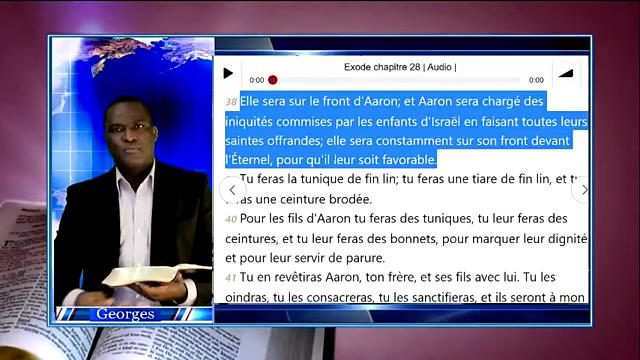 Exode chapitre 28 | Audio |
0:00
0:00
38 Elle sera sur le front d'Aaron; et Aaron sera chargé des
iniquités commises par les enfants d'Israël en faisant toutes leurs
saintes offrandes; elle sera constamment sur son front devant
l'Éternel, pour qu'il leur soit favorable.
Tu feras la tunique de fin lin; tu feras une tiare de fin lin, et
une ceinture brodée.
40 Pour les fils d'Aaron tu feras des tuniques, tu leur feras des
ceintures, et tu leur feras des bonnets, pour marquer leur dignité
et pour leur servir de parure.
41 Tu en revêtiras Aaron, ton frère, et ses fils avec lui. Tu les
oindras, tu les consacreras, tu les sanctifieras, et ils seront à mon
Georges